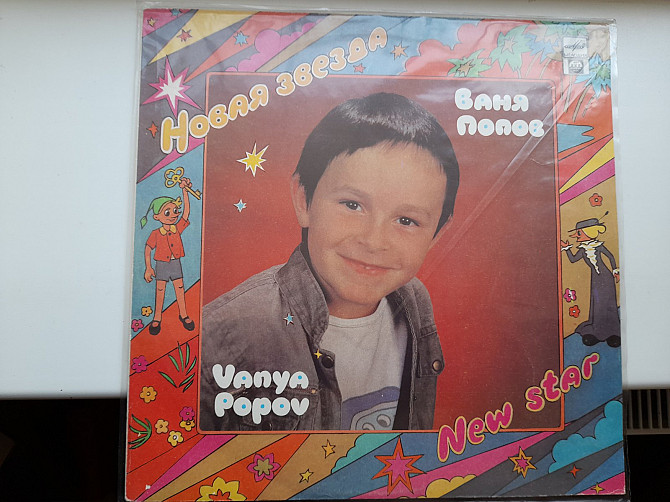 Новая звезда
Ваня
Попов
Vanya
Popov
New star